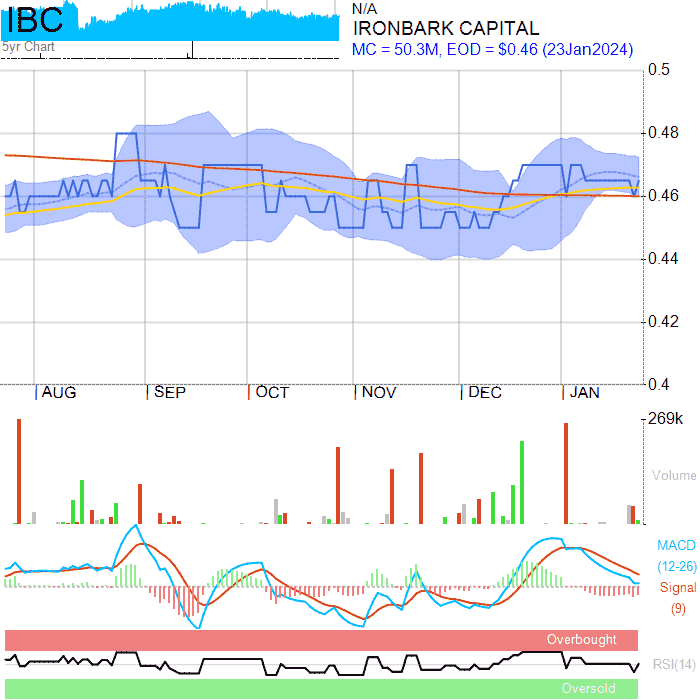 IBC
N/A
IRONBARK CAPITAL
5yr Chart
MC = 50.3M, EOD = $0.46 (23Jan2024)
0.5
0.48
0.46
0.44
0.42
0.4
AUG SEP OCT NOV DEC JAN
269k
Volume
MACD
(12-26)
Signal
(9)
Overbought
RSI(14)
Oversold